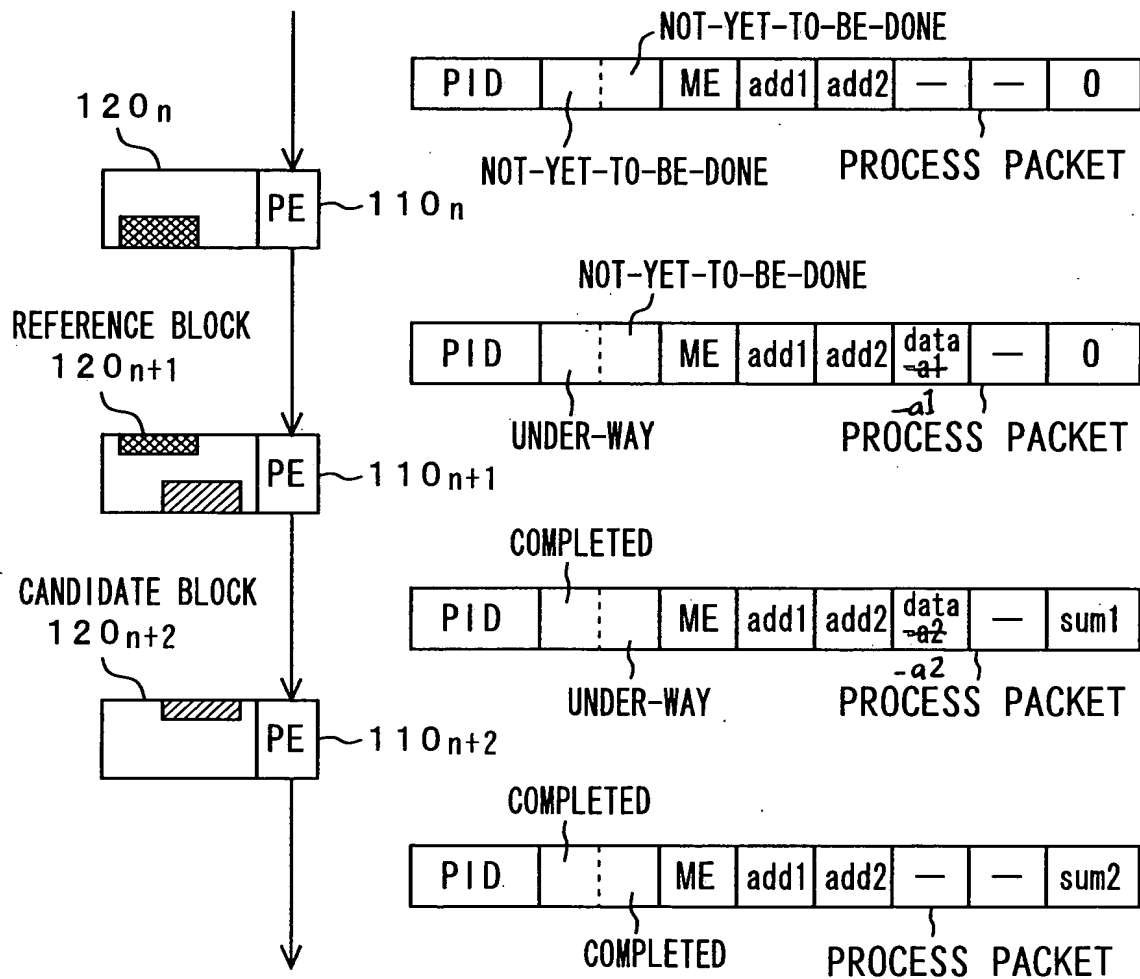 NOT-YET-TO-BE-DONE
PID ME add1 add2 — — 0
120n
NOT-YET-TO-BE-DONE
PROCESS PACKET
PE
110n
NOT-YET-TO-BE-DONE
REFERENCE BLOCK
120n+1
PID ME add1 add2 data -a1 — 0
-a1
UNDER-WAY
PROCESS PACKET
PE
110n+1
COMPLETED
CANDIDATE BLOCK
120n+2
PID ME add1 add2 data -a2 — sum1
-a2
UNDER-WAY
PROCESS PACKET
PE
110n+2
COMPLETED
PID ME add1 add2 — — sum2
COMPLETED
PROCESS PACKET